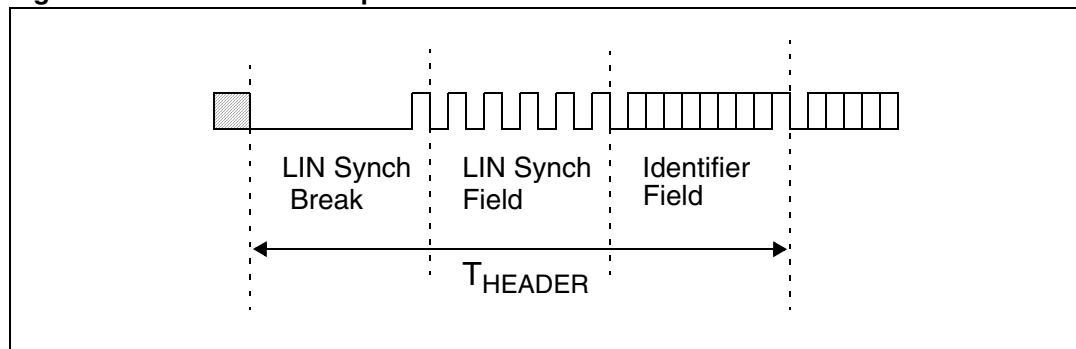 LIN Synch
Break
LIN Synch
Field
Identifier
Field
THEADER